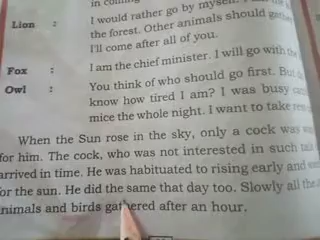 in coming
Lion : I would rather go by myself.
the forest. Other animals should gather
I'll come after all of you.
Fox : I am the chief minister. I will go with the
Owl : You think of who should go first. But
know how tired I am? I was busy
mice the whole night. I want to take
When the Sun rose in the sky, only a cock was
for him. The cock, who was not interested in such
arrived in time. He was habituated to rising early and
for the sun. He did the same that day too. Slowly all the
animals and birds gathered after an hour.